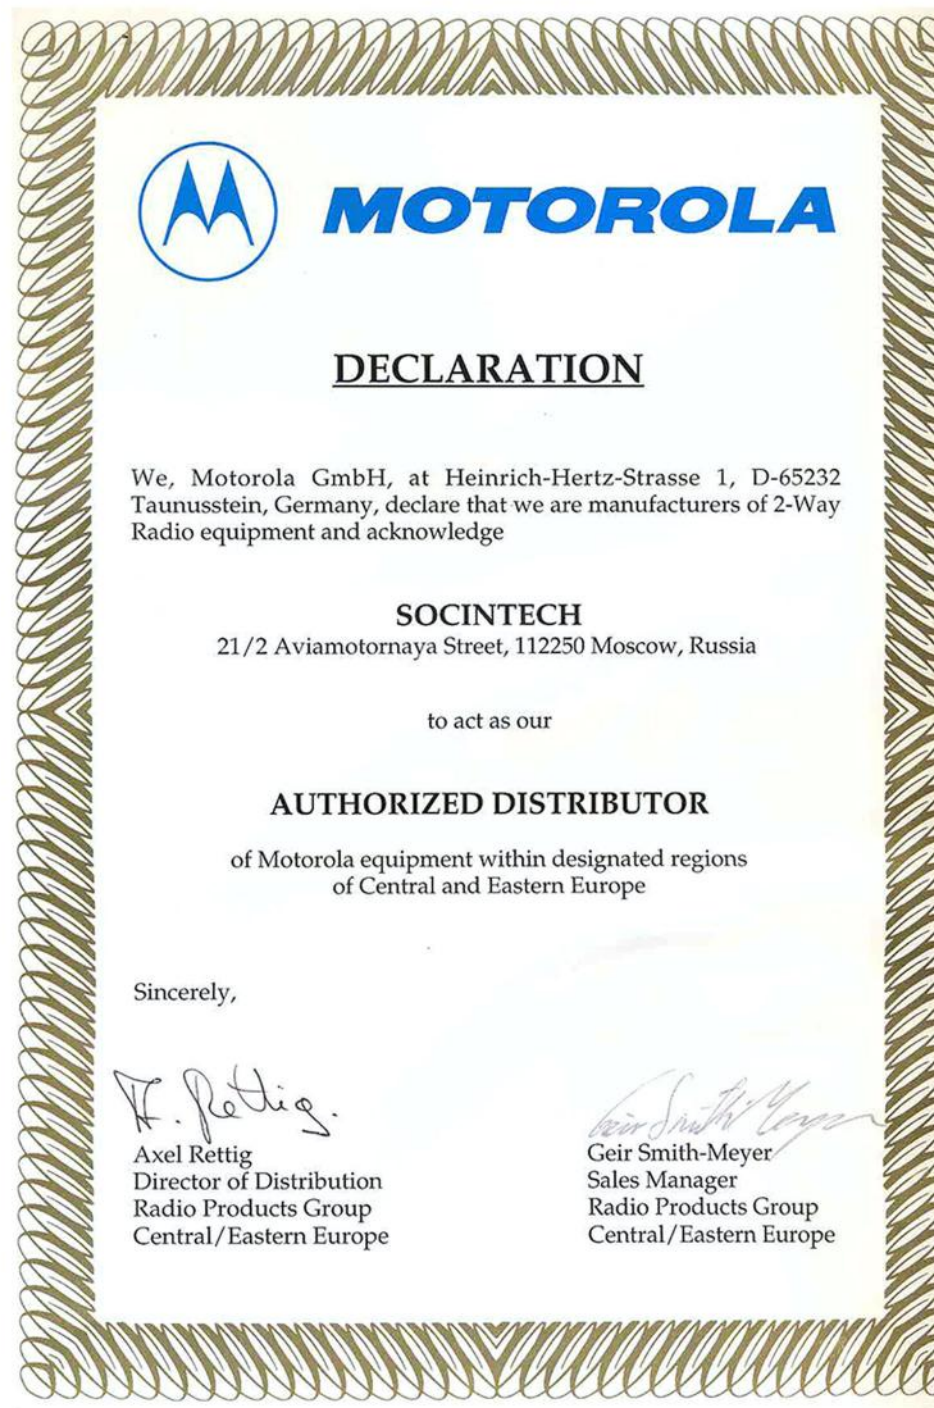 MOTOROLA
DECLARATION
We, Motorola GmbH, at Heinrich-Hertz-Strasse 1, D-65232
Taunusstein, Germany, declare that we are manufacturers of 2-Way
Radio equipment and acknowledge
SOCINTECH
21/2 Aviamotornaya Street, 112250 Moscow, Russia
to act as our
AUTHORIZED DISTRIBUTOR
of Motorola equipment within designated regions
of Central and Eastern Europe
Sincerely,
A. Rettig.
Geir Smith-Meyer
Axel Rettig
Director of Distribution
Radio Products Group
Central/Eastern Europe
Geir Smith-Meyer
Sales Manager
Radio Products Group
Central/Eastern Europe